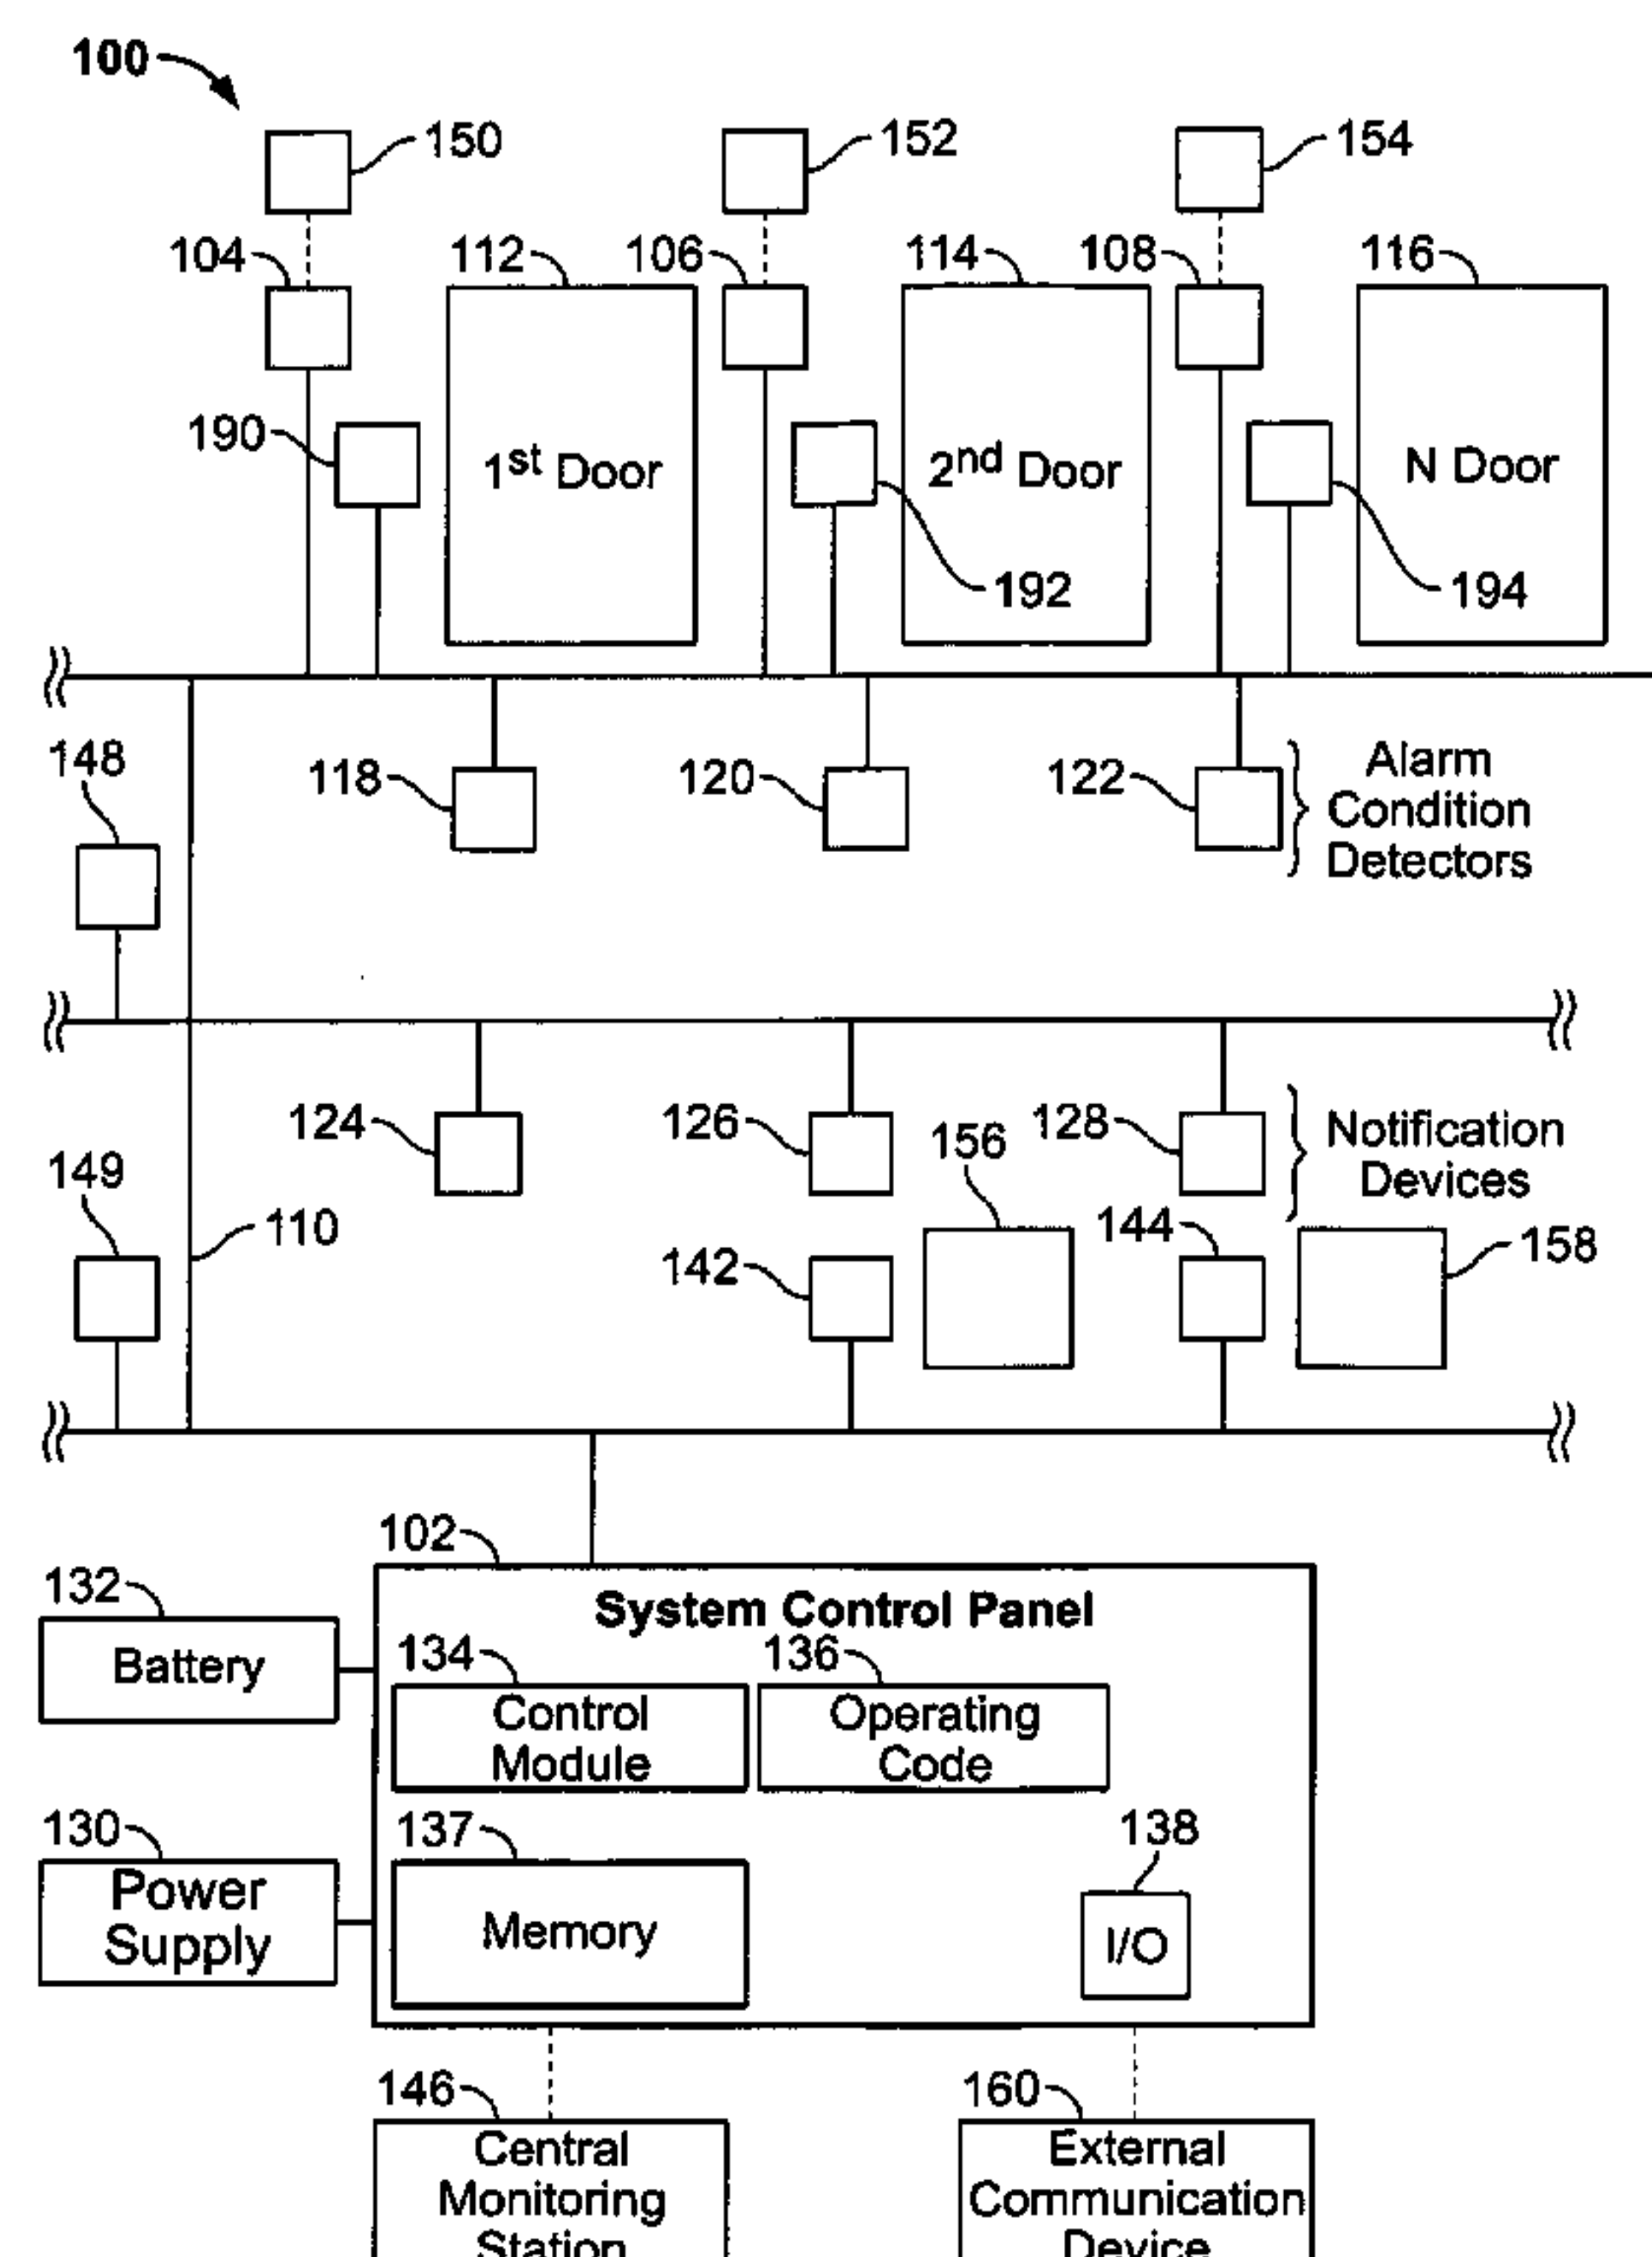 100
150
152
154
104
112
106
114
108
116
190
1st Door
2nd Door
N Door
192
194
148
118
120
122
Alarm
Condition
Detectors
124
126
156
128
Notification
Devices
149
110
142
144
158
102
132
System Control Panel
Battery
134
136
Control
Module
Operating
Code
130
137
138
Power
Supply
Memory
I/O
146
160
Central
Monitoring
Station
External
Communication
Device